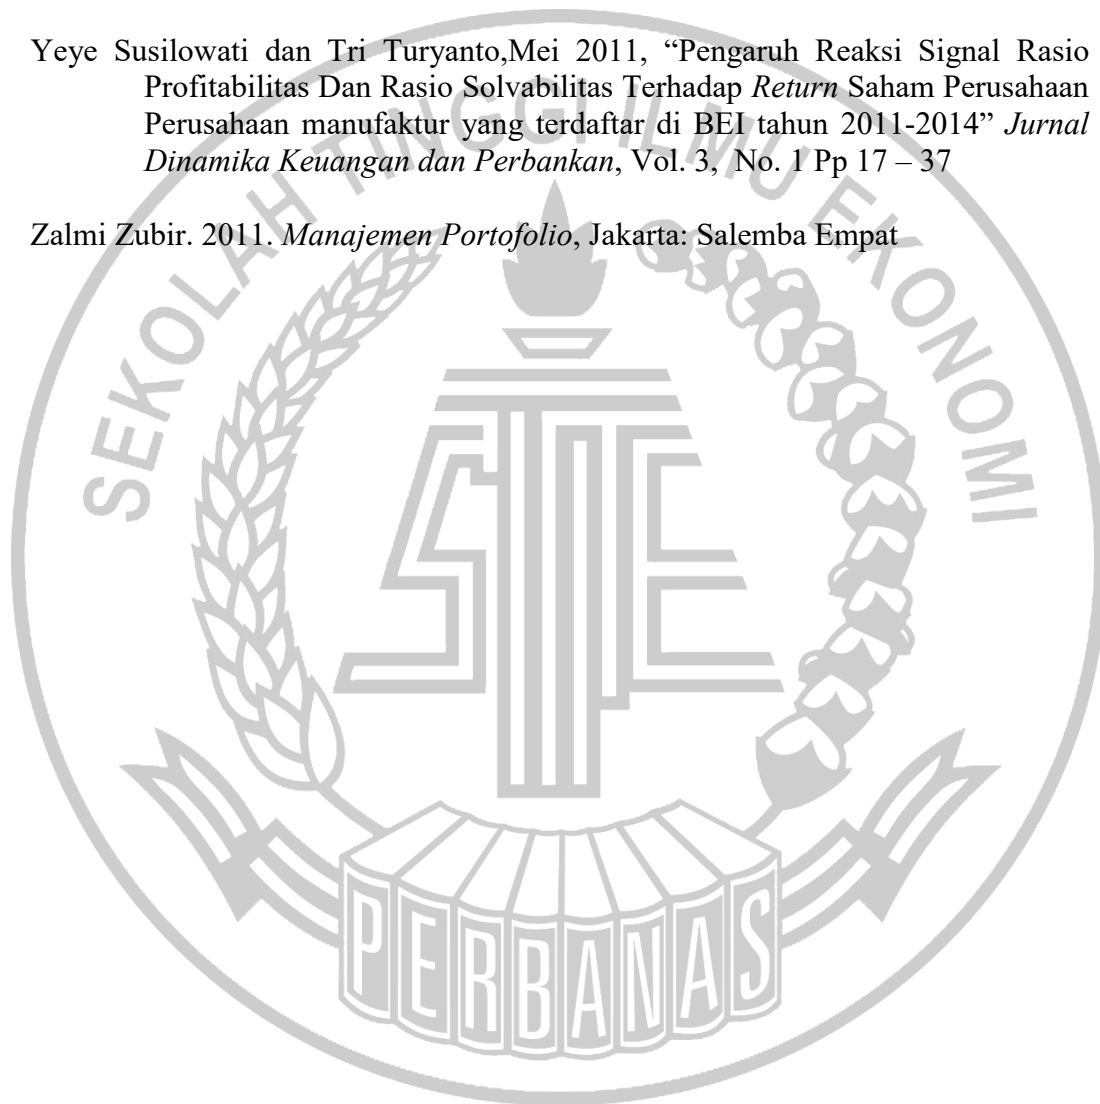 Yeye Susilowati dan Tri Turyanto,Mei 2011, “Pengaruh Reaksi Signal Rasio
Profitabilitas Dan Rasio Solvabilitas Terhadap Return Saham Perusahaan
Perusahaan manufaktur yang terdaftar di BEI tahun 2011-2014” Jurnal
Dinamika Keuangan dan Perbankan, Vol. 3, No. 1 Pp 17 – 37
Zalmi Zubir. 2011. Manajemen Portofolio, Jakarta: Salemba Empat
SEKOLAH TINGGI ILMU EKONOMI
STIE
PERBANAS